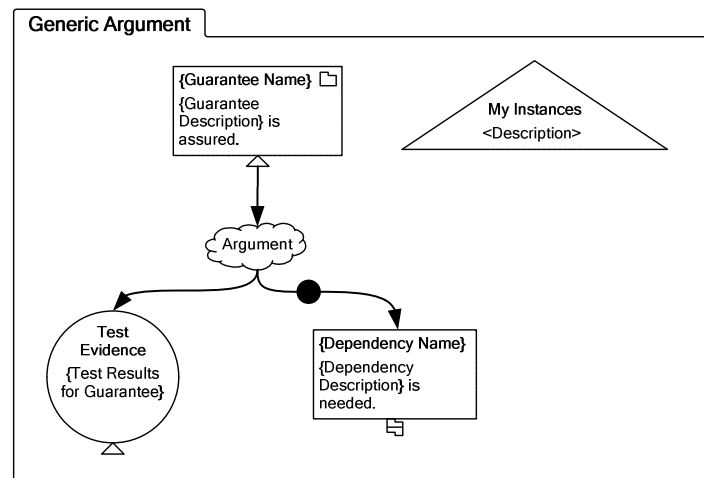 Generic Argument
{Guarantee Name}
{Guarantee
Description} is
assured.
My Instances
<Description>
Argument
Test
Evidence
{Test Results
for Guarantee}
{Dependency Name}
{Dependency
Description} is
needed.